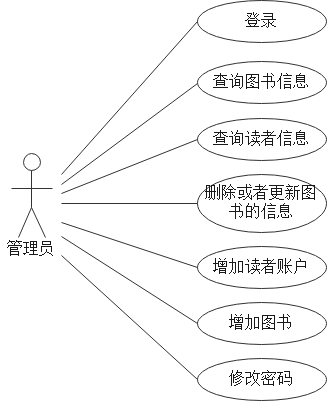 登录
查询图书信息
查询读者信息
删除或者更新图
书的信息
管理员
增加读者账户
增加图书
修改密码